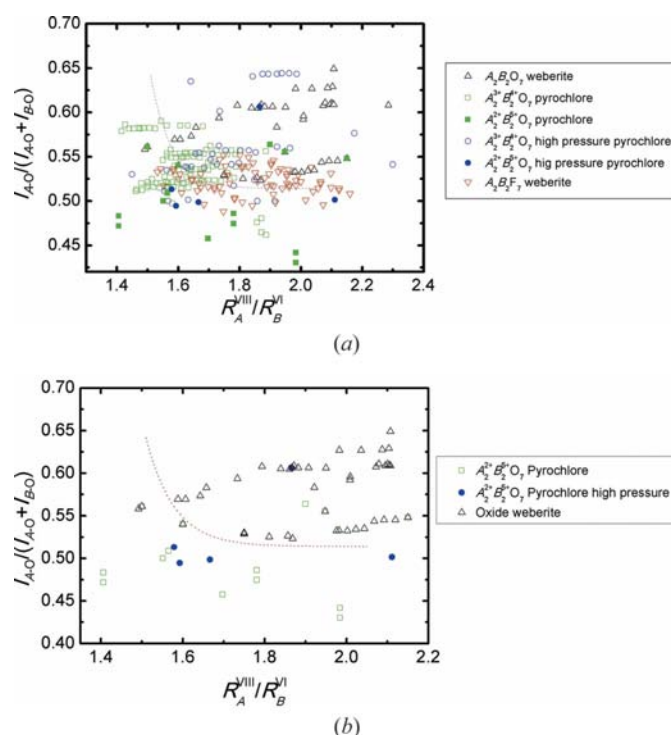 0.70
0.65
0.60
0.55
0.50
0.45
I_A-O/(I_A-O+I_B-O)
1.4 1.6 1.8 2.0 2.2 2.4
R_A^VIII/R_B^VI
A2B2O7 weberite
A2^3+B2^4+O7 pyrochlore
A2^2+B2^5+O7 pyrochlore
A2^3+B2^4+O7 high pressure pyrochlore
A2^2+B2^5+O7 hig pressure pyrochlore
A2B2F7 weberite
(a)
0.70
0.65
0.60
0.55
0.50
0.45
0.40
I_A-O/(I_A-O+I_B-O)
1.4 1.6 1.8 2.0 2.2
R_A^VIII/R_B^VI
A2^2+B2^5+O7 Pyrochlore
A2^2+B2^5+O7 Pyrochlore high pressure
Oxide weberite
(b)